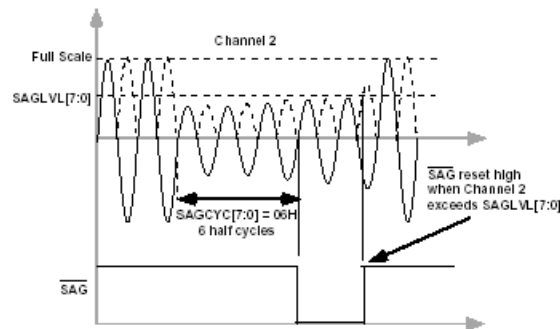 Channel 2
Full Scale
SAGLVL[7:0]
SAG reset high
when Channel 2
exceeds SAGLVL[7:0]
SAGCYC[7:0] = 06H
6 half cycles
SAG